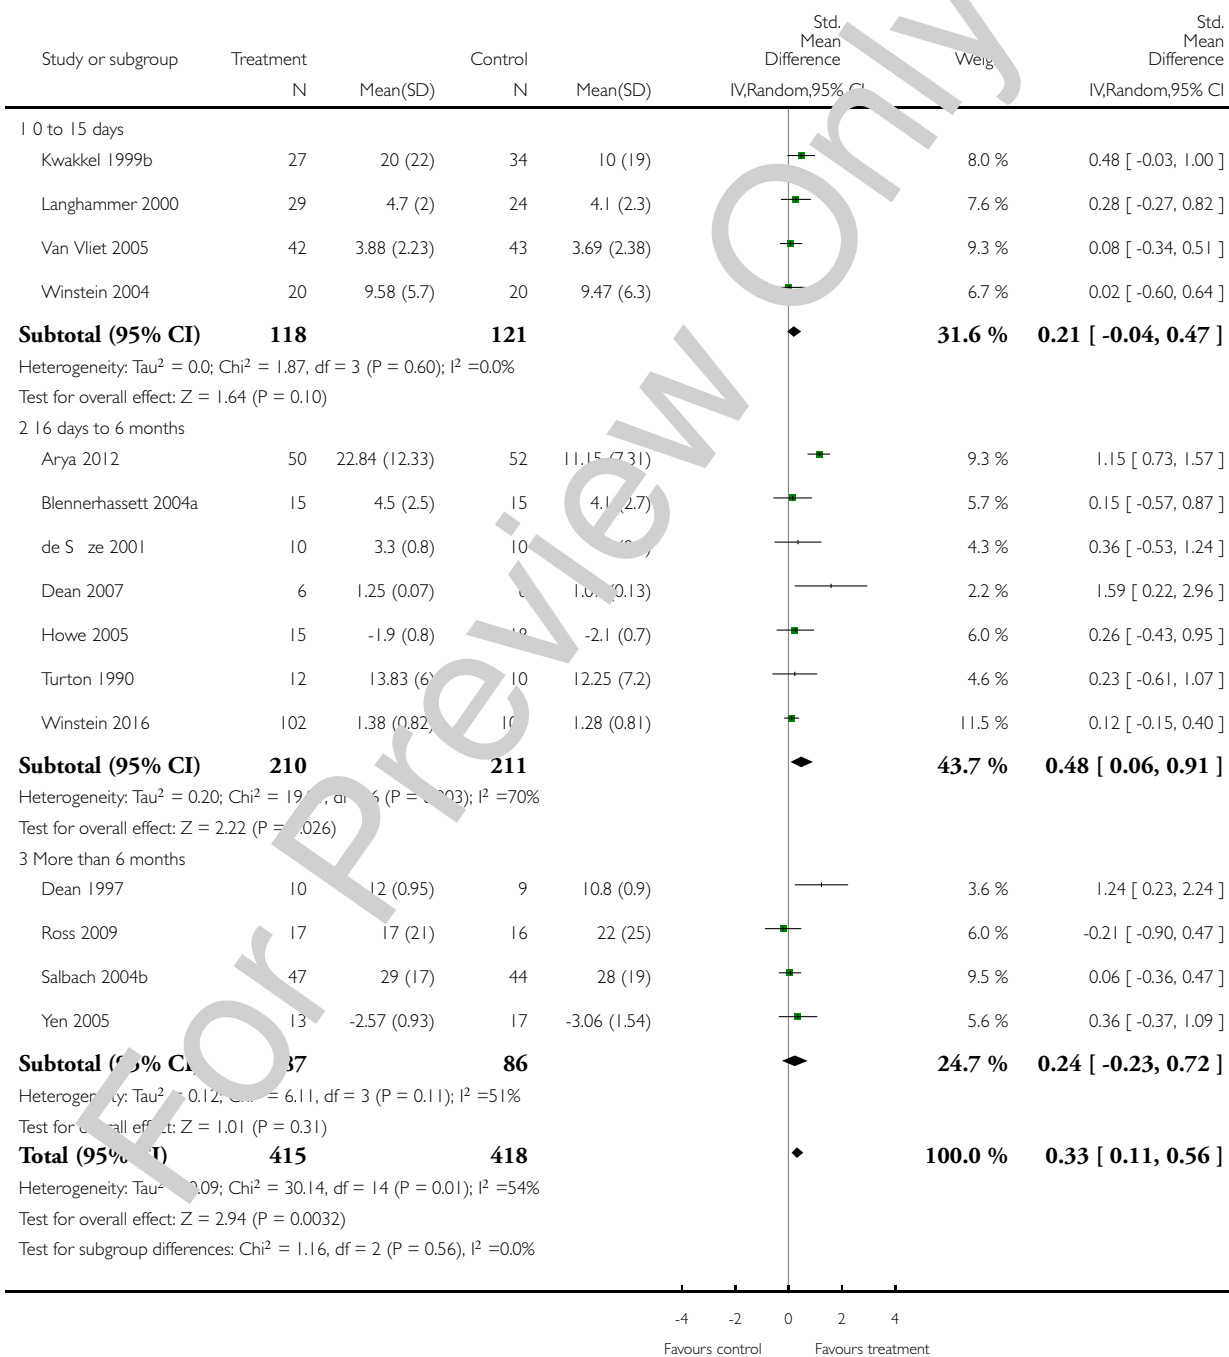 Std. Mean Difference Std. Mean Difference
Study or subgroup Treatment Control
N Mean(SD) N Mean(SD) IV,Random,95% IV,Random,95% CI
1 0 to 15 days
Kwakkel 1999b 27 20 (22) 34 10 (19) 8.0 % 0.48 [ -0.03, 1.00 ]
Langhammer 2000 29 4.7 (2) 24 4.1 (2.3) 7.6 % 0.28 [ -0.27, 0.82 ]
Van Vliet 2005 42 3.88 (2.23) 43 3.69 (2.38) 9.3 % 0.08 [ -0.34, 0.51 ]
Winstein 2004 20 9.58 (5.7) 20 9.47 (6.3) 6.7 % 0.02 [ -0.60, 0.64 ]
Subtotal (95% CI) 118 121 31.6 % 0.21 [ -0.04, 0.47 ]
Heterogeneity: Tau² = 0.0; Chi² = 1.87, df = 3 (P = 0.60); I² =0.0%
Test for overall effect: Z = 1.64 (P = 0.10)
2 16 days to 6 months
Arya 2012 50 22.84 (12.33) 52 9.3 % 1.15 [ 0.73, 1.57 ]
Blennerhassett 2004a 15 4.5 (2.5) 15 5.7 % 0.15 [ -0.57, 0.87 ]
de S ze 2001 10 3.3 (0.8) 10 4.3 % 0.36 [ -0.53, 1.24 ]
Dean 2007 6 1.25 (0.07) 2.2 % 1.59 [ 0.22, 2.96 ]
Howe 2005 15 -1.9 (0.8) -2.1 (0.7) 6.0 % 0.26 [ -0.43, 0.95 ]
Turton 1990 12 13.83 (6) 10 12.25 (7.2) 4.6 % 0.23 [ -0.61, 1.07 ]
Winstein 2016 102 1.38 (0.82) 1.28 (0.81) 11.5 % 0.12 [ -0.15, 0.40 ]
Subtotal (95% CI) 210 211 43.7 % 0.48 [ 0.06, 0.91 ]
Heterogeneity: Tau² = 0.20; Chi² = I² =70%
Test for overall effect: Z = 2.22 (P =
3 More than 6 months
Dean 1997 10 12 (0.95) 9 10.8 (0.9) 3.6 % 1.24 [ 0.23, 2.24 ]
Ross 2009 17 17 (21) 16 22 (25) 6.0 % -0.21 [ -0.90, 0.47 ]
Salbach 2004b 47 29 (17) 44 28 (19) 9.5 % 0.06 [ -0.36, 0.47 ]
Yen 2005 13 -2.57 (0.93) 17 -3.06 (1.54) 5.6 % 0.36 [ -0.37, 1.09 ]
Subtotal 86 24.7 % 0.24 [ -0.23, 0.72 ]
Tau² 0.12; = 6.11, df = 3 (P = 0.11); I² =51%
Test for Z = 1.01 (P = 0.31)
Total 415 418 100.0 % 0.33 [ 0.11, 0.56 ]
Heterogeneity: Chi² = 30.14, df = 14 (P = 0.01); I² =54%
Test for overall effect: Z = 2.94 (P = 0.0032)
Test for subgroup differences: Chi² = 1.16, df = 2 (P = 0.56), I² =0.0%
-4 -2 0 2 4
Favours control Favours treatment
For Preview Only